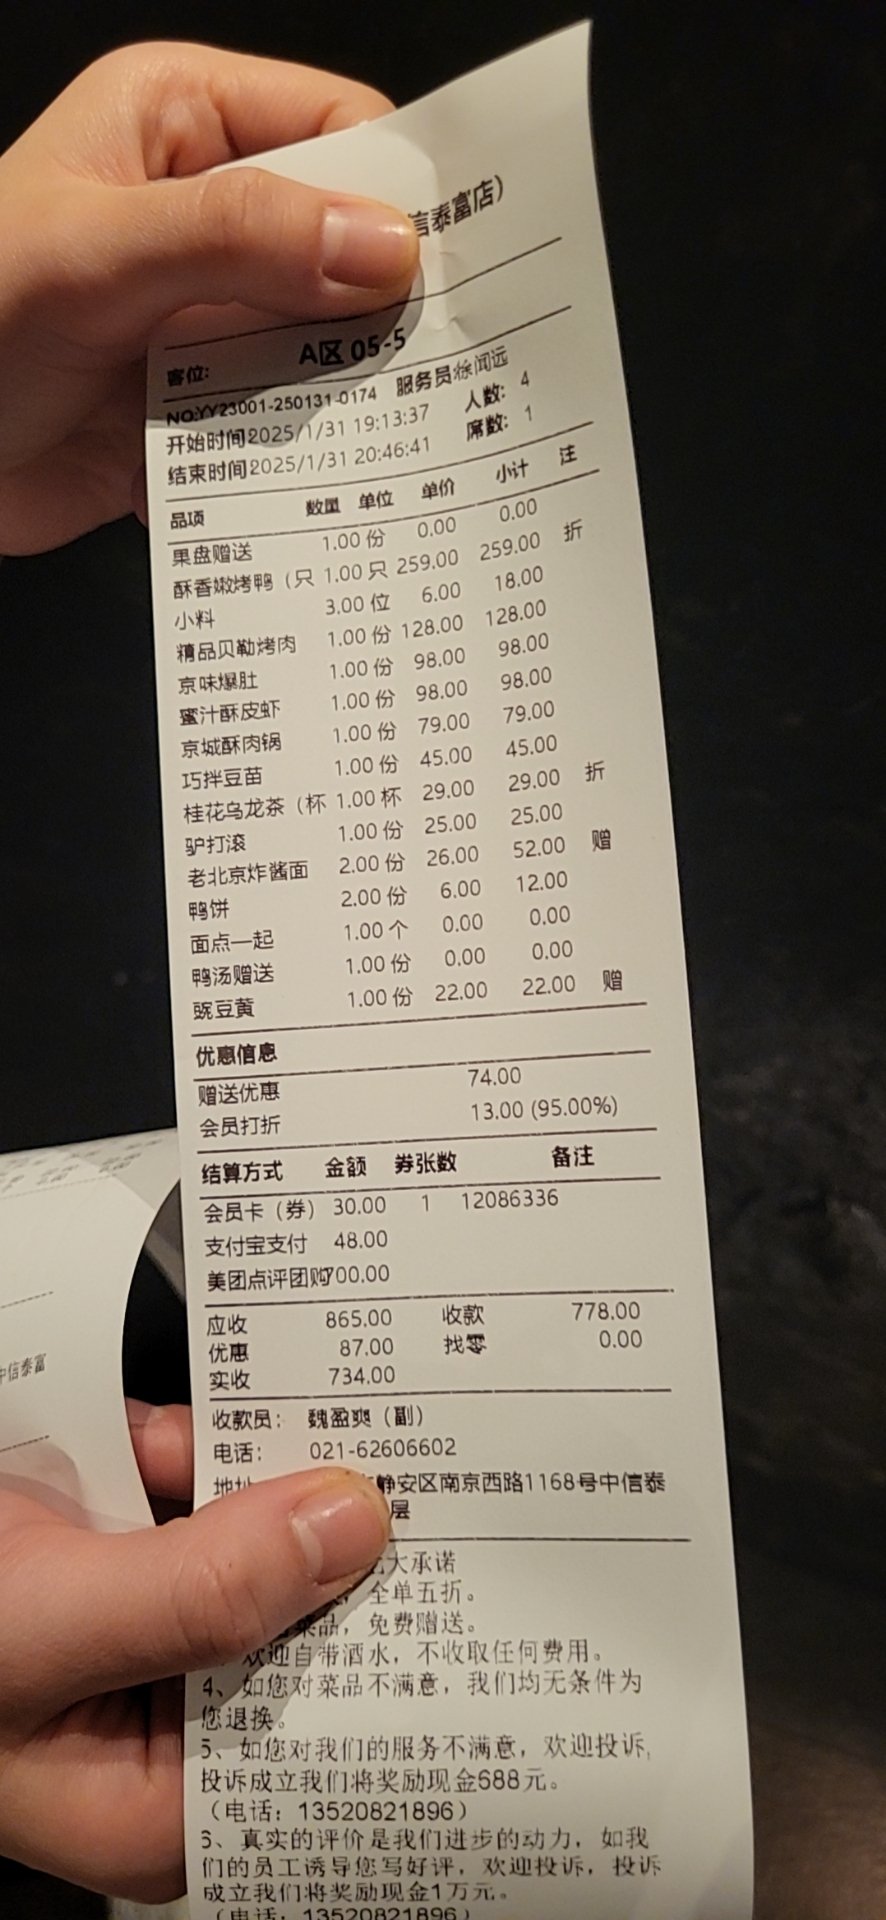 信泰富店)
客位: A区 05-5
NO:YY23001-250131-0174 服务员:徐闻远
开始时间2025/1/31 19:13:37 人数: 4
结束时间2025/1/31 20:46:41 席数: 1
品项 数量 单位 单价 小计 注
果盘赠送 1.00 份 0.00 0.00
酥香嫩烤鸭（只 1.00 只 259.00 259.00 折
小料 3.00 位 6.00 18.00
精品贝勒烤肉 1.00 份 128.00 128.00
京味爆肚 1.00 份 98.00 98.00
蜜汁酥皮虾 1.00 份 98.00 98.00
京城酥肉锅 1.00 份 79.00 79.00
巧拌豆苗 1.00 份 45.00 45.00
桂花乌龙茶（杯 1.00 杯 29.00 29.00 折
驴打滚 1.00 份 25.00 25.00
老北京炸酱面 2.00 份 26.00 52.00 赠
鸭饼 2.00 份 6.00 12.00
面点一起 1.00 个 0.00 0.00
鸭汤赠送 1.00 份 0.00 0.00
豌豆黄 1.00 份 22.00 22.00 赠
优惠信息
赠送优惠 74.00
会员打折 13.00 (95.00%)
结算方式 金额 券张数 备注
会员卡（券） 30.00 1 12086336
支付宝支付 48.00
美团点评团购700.00
应收 865.00 收款 778.00
优惠 87.00 找零 0.00
实收 734.00
收款员: 魏盈爽（副）
电话: 021-62606602
地址 静安区南京西路1168号中信泰
层
大承诺
，全单五折。
菜品，免费赠送。
欢迎自带酒水，不收取任何费用。
4、如您对菜品不满意，我们均无条件为
您退换。
5、如您对我们的服务不满意，欢迎投诉,
投诉成立我们将奖励现金688元。
（电话：13520821896）
6、真实的评价是我们进步的动力，如我
们的员工诱导您写好评，欢迎投诉，投诉
成立我们将奖励现金1万元。
（电话：13520821896）
中信泰富